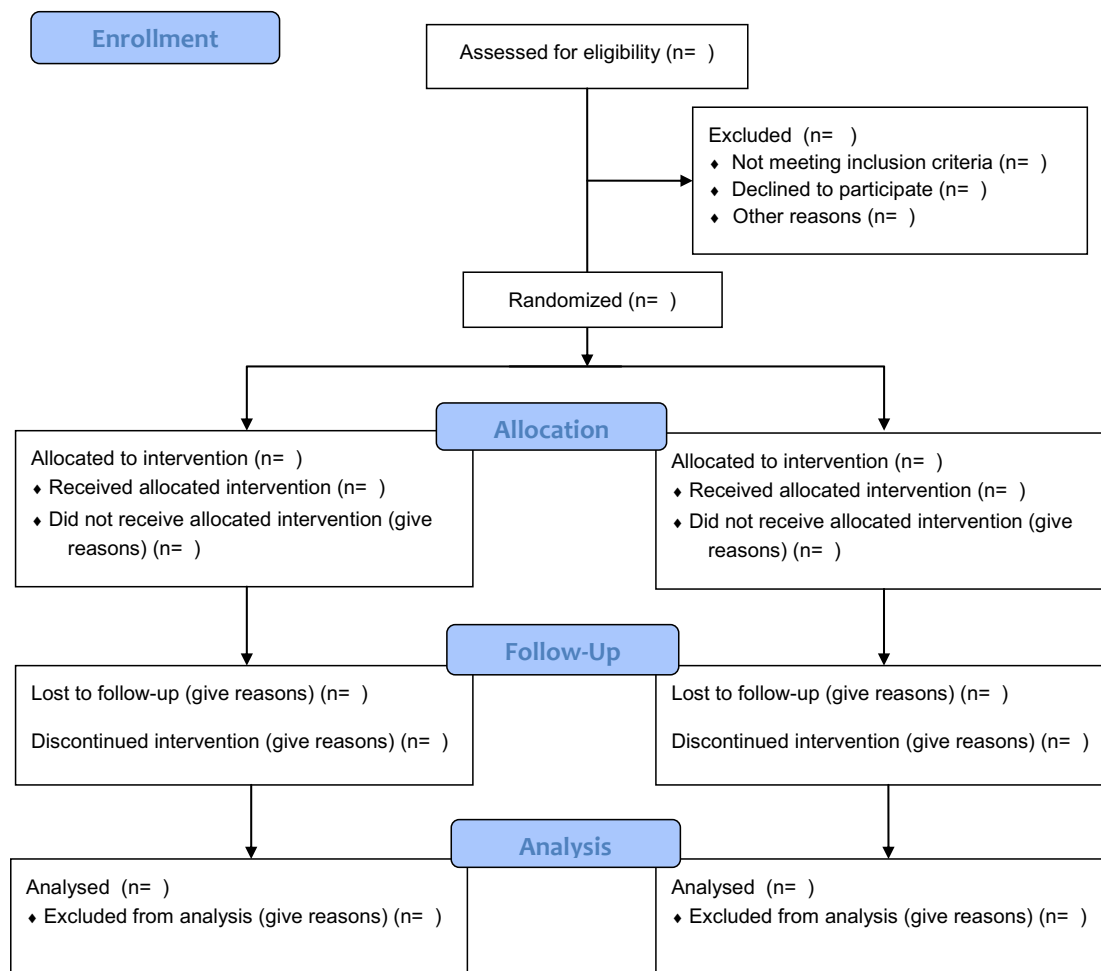 Enrollment
Assessed for eligibility (n= )
Excluded (n= )
♦ Not meeting inclusion criteria (n= )
♦ Declined to participate (n= )
♦ Other reasons (n= )
Randomized (n= )
Allocation
Allocated to intervention (n= )
♦ Received allocated intervention (n= )
♦ Did not receive allocated intervention (give
reasons) (n= )
Allocated to intervention (n= )
♦ Received allocated intervention (n= )
♦ Did not receive allocated intervention (give
reasons) (n= )
Follow-Up
Lost to follow-up (give reasons) (n= )
Discontinued intervention (give reasons) (n= )
Lost to follow-up (give reasons) (n= )
Discontinued intervention (give reasons) (n= )
Analysis
Analysed (n= )
♦ Excluded from analysis (give reasons) (n= )
Analysed (n= )
♦ Excluded from analysis (give reasons) (n= )